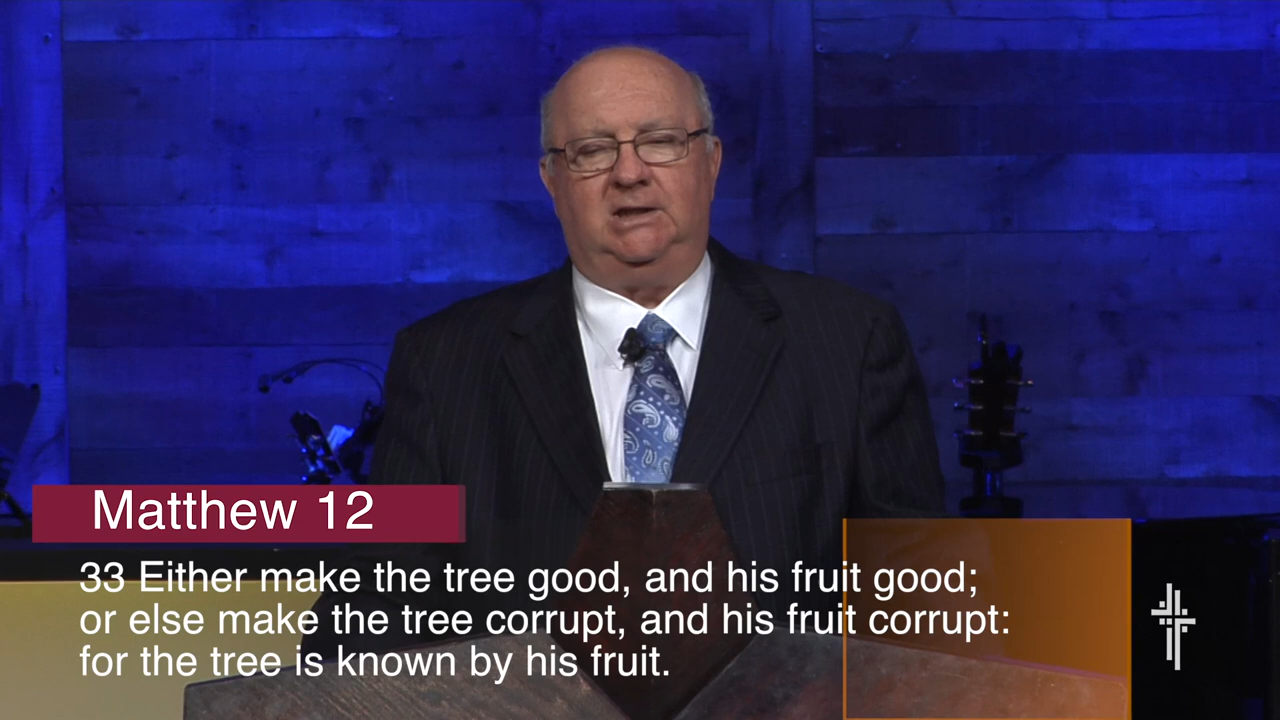 Matthew 12
33 Either make the tree good, and his fruit good;
or else make the tree corrupt, and his fruit corrupt:
for the tree is known by his fruit.